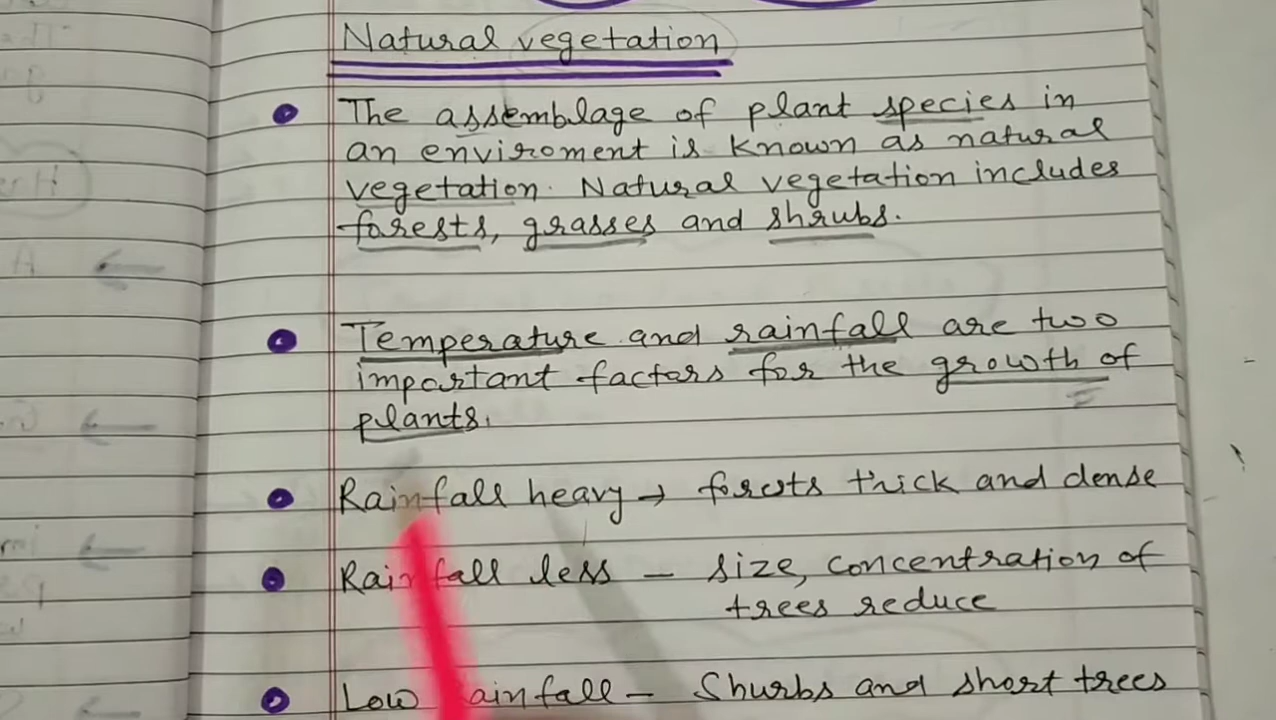 Natural vegetation
The assemblage of plant species in
an enviroment is known as natural
vegetation. Natural vegetation includes
forests, grasses and shrubs.
Temperature and rainfall are two
important factors for the growth of
plants.
Rainfall heavy → forsts thick and dense
Rainfall less – size, concentration of
trees reduce
Low rainfall – Shurbs and short trees